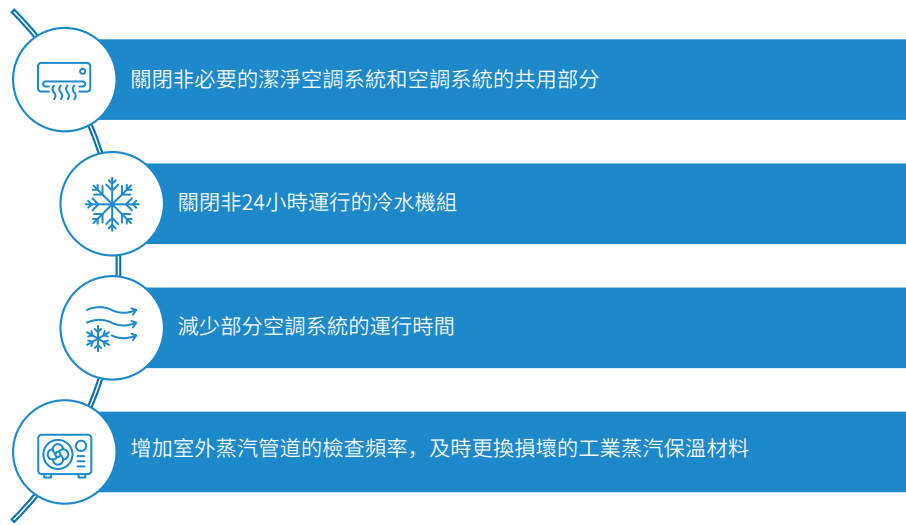 關閉非必要的潔淨空調系統和空調系統的共用部分
關閉非24小時運行的冷水機組
減少部分空調系統的運行時間
增加室外蒸汽管道的檢查頻率，及時更換損壞的工業蒸汽保溫材料